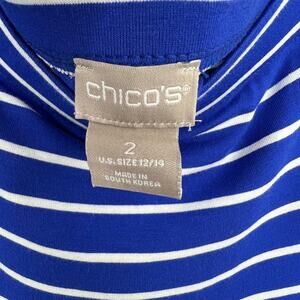 chico's®
2
U.S. SIZE 12/14
MADE IN
SOUTH KOREA